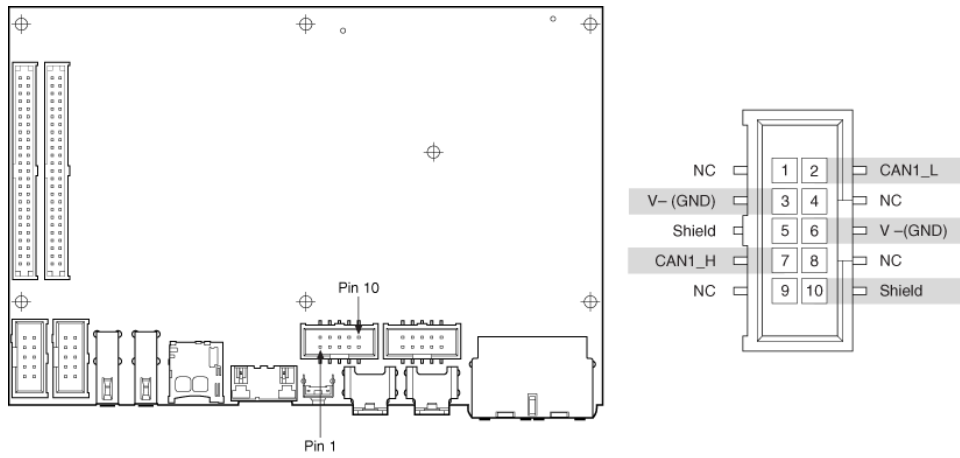 Pin 10
Pin 1
NC 1 2 CAN1_L
V– (GND) 3 4 NC
Shield 5 6 V –(GND)
CAN1_H 7 8 NC
NC 9 10 Shield